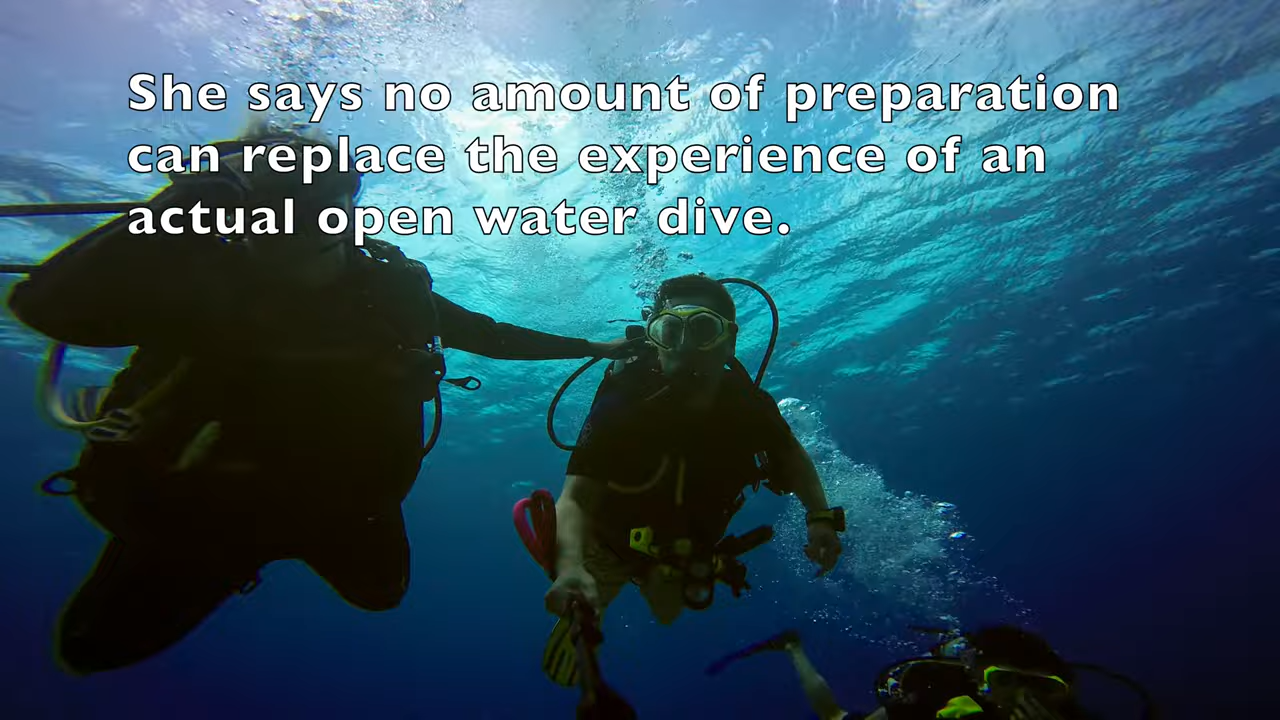 She says no amount of preparation
can replace the experience of an
actual open water dive.